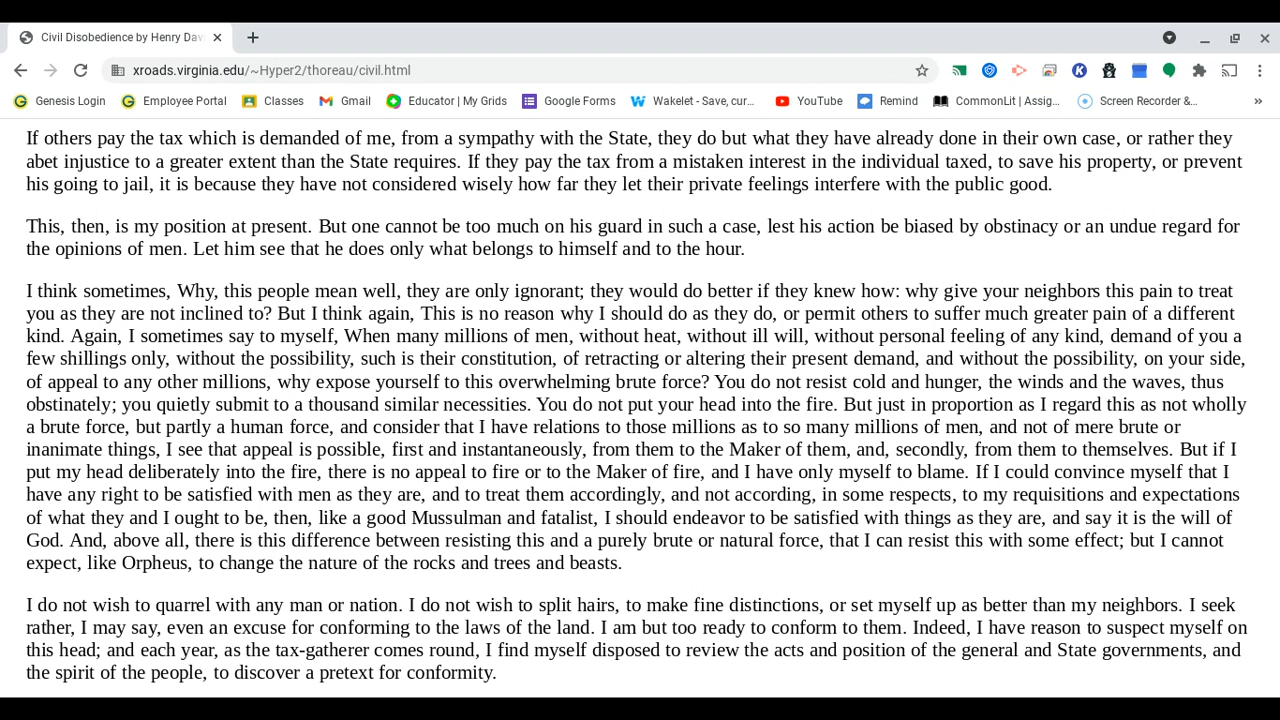 Civil Disobedience by Henry Dav
xroads.virginia.edu/~Hyper2/thoreau/civil.html
Genesis Login Employee Portal Classes Gmail Educator | My Grids Google Forms Wakelet - Save, cur... YouTube Remind CommonLit | Assig... Screen Recorder &... »
If others pay the tax which is demanded of me, from a sympathy with the State, they do but what they have already done in their own case, or rather they
abet injustice to a greater extent than the State requires. If they pay the tax from a mistaken interest in the individual taxed, to save his property, or prevent
his going to jail, it is because they have not considered wisely how far they let their private feelings interfere with the public good.
This, then, is my position at present. But one cannot be too much on his guard in such a case, lest his action be biased by obstinacy or an undue regard for
the opinions of men. Let him see that he does only what belongs to himself and to the hour.
I think sometimes, Why, this people mean well, they are only ignorant; they would do better if they knew how: why give your neighbors this pain to treat
you as they are not inclined to? But I think again, This is no reason why I should do as they do, or permit others to suffer much greater pain of a different
kind. Again, I sometimes say to myself, When many millions of men, without heat, without ill will, without personal feeling of any kind, demand of you a
few shillings only, without the possibility, such is their constitution, of retracting or altering their present demand, and without the possibility, on your side,
of appeal to any other millions, why expose yourself to this overwhelming brute force? You do not resist cold and hunger, the winds and the waves, thus
obstinately; you quietly submit to a thousand similar necessities. You do not put your head into the fire. But just in proportion as I regard this as not wholly
a brute force, but partly a human force, and consider that I have relations to those millions as to so many millions of men, and not of mere brute or
inanimate things, I see that appeal is possible, first and instantaneously, from them to the Maker of them, and, secondly, from them to themselves. But if I
put my head deliberately into the fire, there is no appeal to fire or to the Maker of fire, and I have only myself to blame. If I could convince myself that I
have any right to be satisfied with men as they are, and to treat them accordingly, and not according, in some respects, to my requisitions and expectations
of what they and I ought to be, then, like a good Mussulman and fatalist, I should endeavor to be satisfied with things as they are, and say it is the will of
God. And, above all, there is this difference between resisting this and a purely brute or natural force, that I can resist this with some effect; but I cannot
expect, like Orpheus, to change the nature of the rocks and trees and beasts.
I do not wish to quarrel with any man or nation. I do not wish to split hairs, to make fine distinctions, or set myself up as better than my neighbors. I seek
rather, I may say, even an excuse for conforming to the laws of the land. I am but too ready to conform to them. Indeed, I have reason to suspect myself on
this head; and each year, as the tax-gatherer comes round, I find myself disposed to review the acts and position of the general and State governments, and
the spirit of the people, to discover a pretext for conformity.